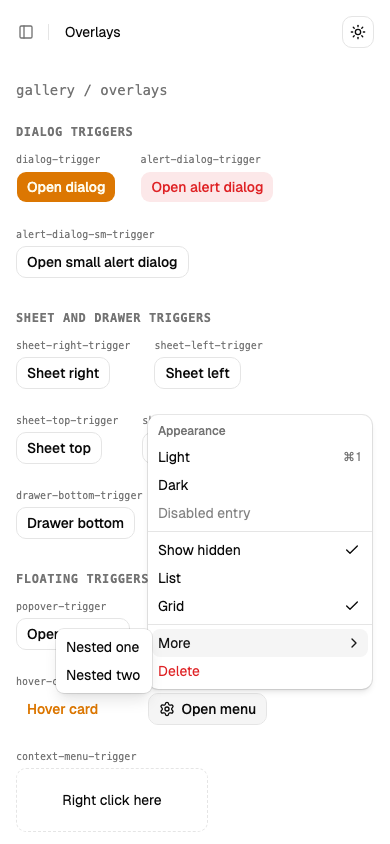 Overlays
gallery / overlays
DIALOG TRIGGERS
dialog-trigger
alert-dialog-trigger
Open dialog
Open alert dialog
alert-dialog-sm-trigger
Open small alert dialog
SHEET AND DRAWER TRIGGERS
sheet-right-trigger
sheet-left-trigger
Sheet right
Sheet left
sheet-top-trigger
Sheet top
drawer-bottom-trigger
Drawer bottom
Appearance
Light ⌘1
Dark
Disabled entry
Show hidden
List
Grid
More
Delete
FLOATING TRIGGERS
popover-trigger
Nested one
Nested two
Hover card
Open menu
context-menu-trigger
Right click here